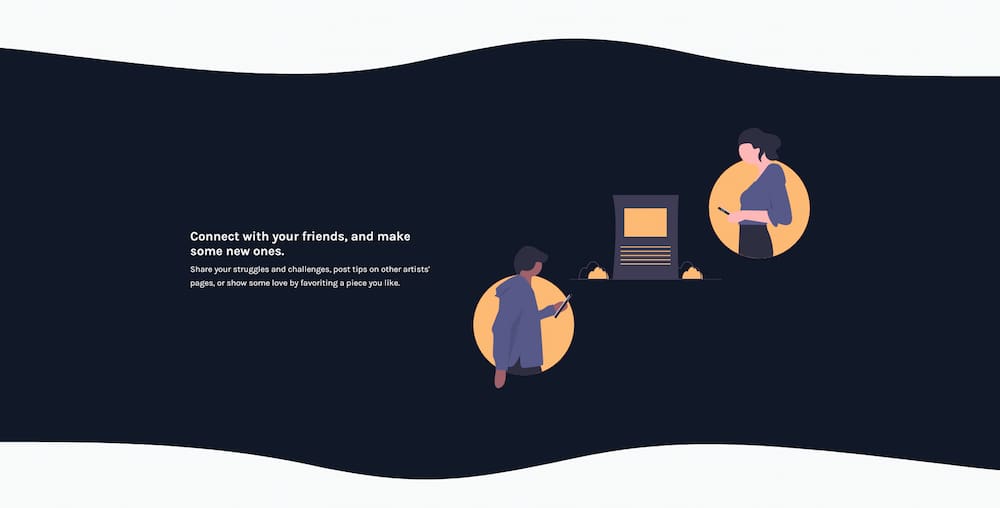 Connect with your friends, and make
some new ones.
Share your struggles and challenges, post tips on other artists'
pages, or show some love by favoriting a piece you like.